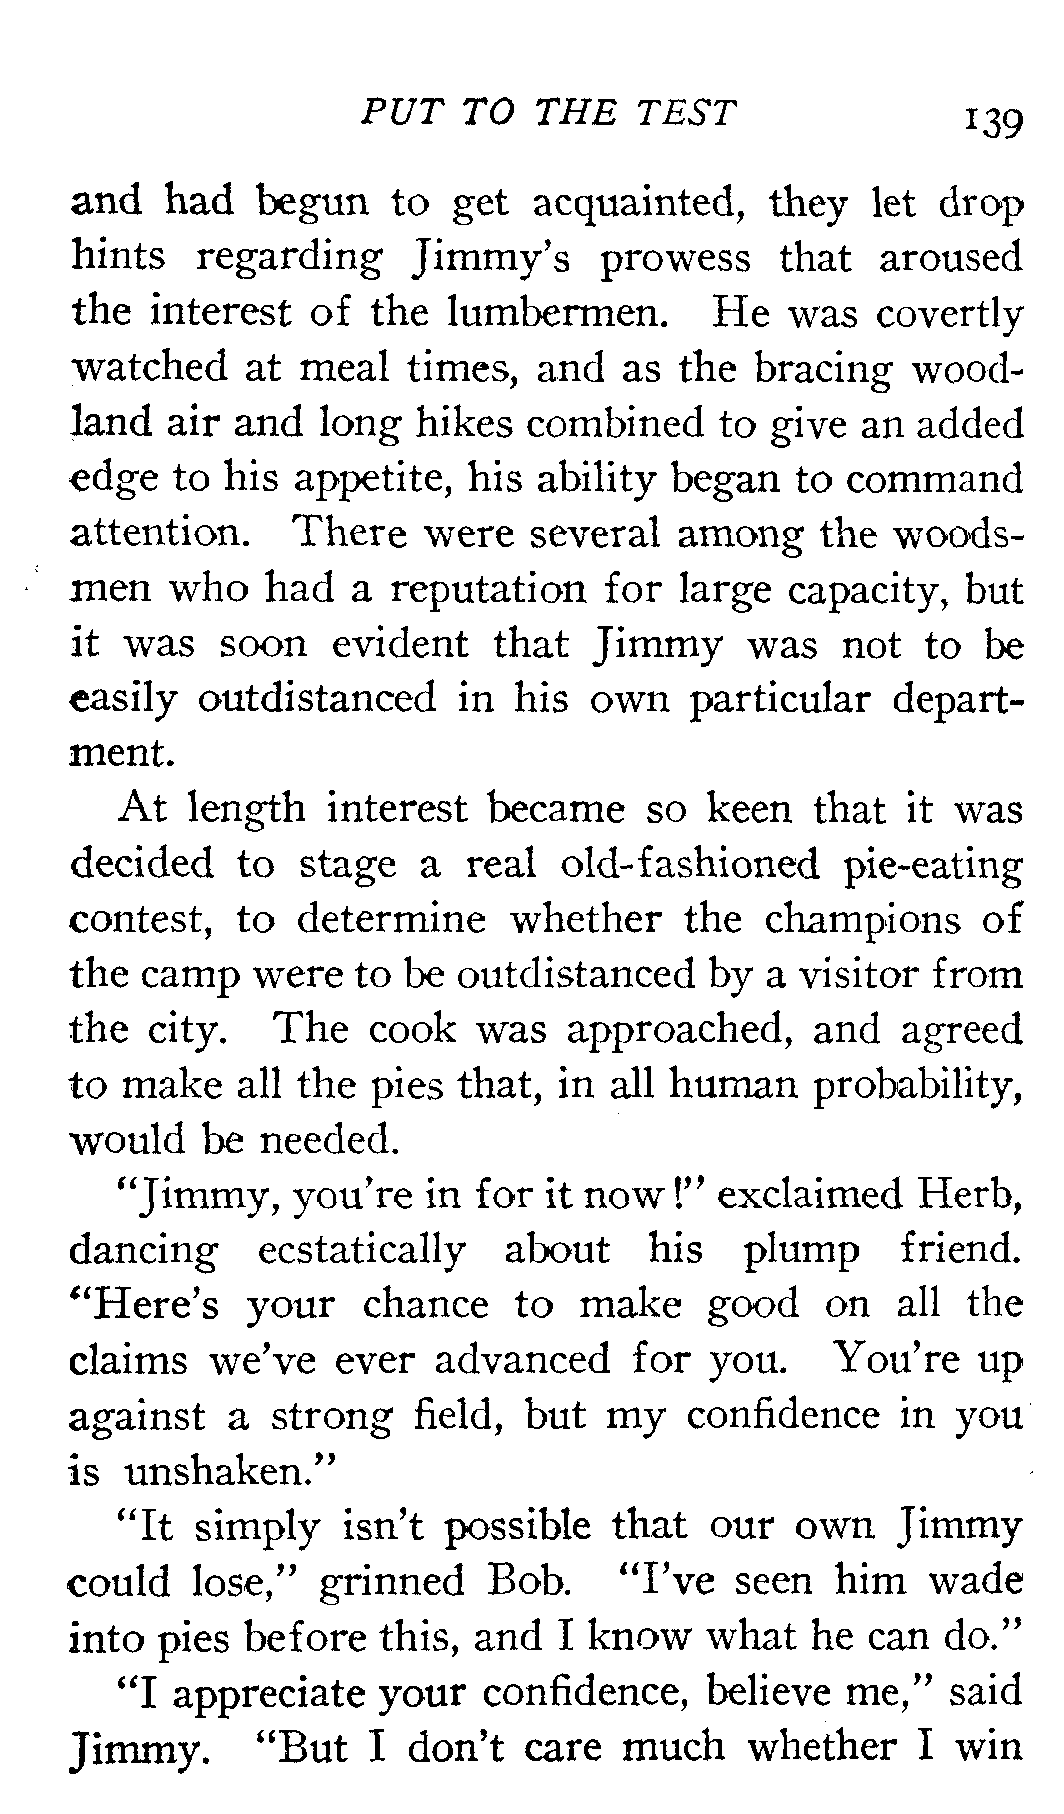 PUT TO THE TEST 139
and had begun to get acquainted, they let drop
hints regarding Jimmy's prowess that aroused
the interest of the lumbermen. He was covertly
watched at meal times, and as the bracing wood-
land air and long hikes combined to give an added
edge to his appetite, his ability began to command
attention. There were several among the woods-
men who had a reputation for large capacity, but
it was soon evident that Jimmy was not to be
easily outdistanced in his own particular depart-
ment.
At length interest became so keen that it was
decided to stage a real old-fashioned pie-eating
contest, to determine whether the champions of
the camp were to be outdistanced by a visitor from
the city. The cook was approached, and agreed
to make all the pies that, in all human probability,
would be needed.
"Jimmy, you're in for it now!" exclaimed Herb,
dancing ecstatically about his plump friend.
"Here's your chance to make good on all the
claims we've ever advanced for you. You're up
against a strong field, but my confidence in you
is unshaken."
"It simply isn't possible that our own Jimmy
could lose," grinned Bob. "I've seen him wade
into pies before this, and I know what he can do."
"I appreciate your confidence, believe me," said
Jimmy. "But I don't care much whether I win